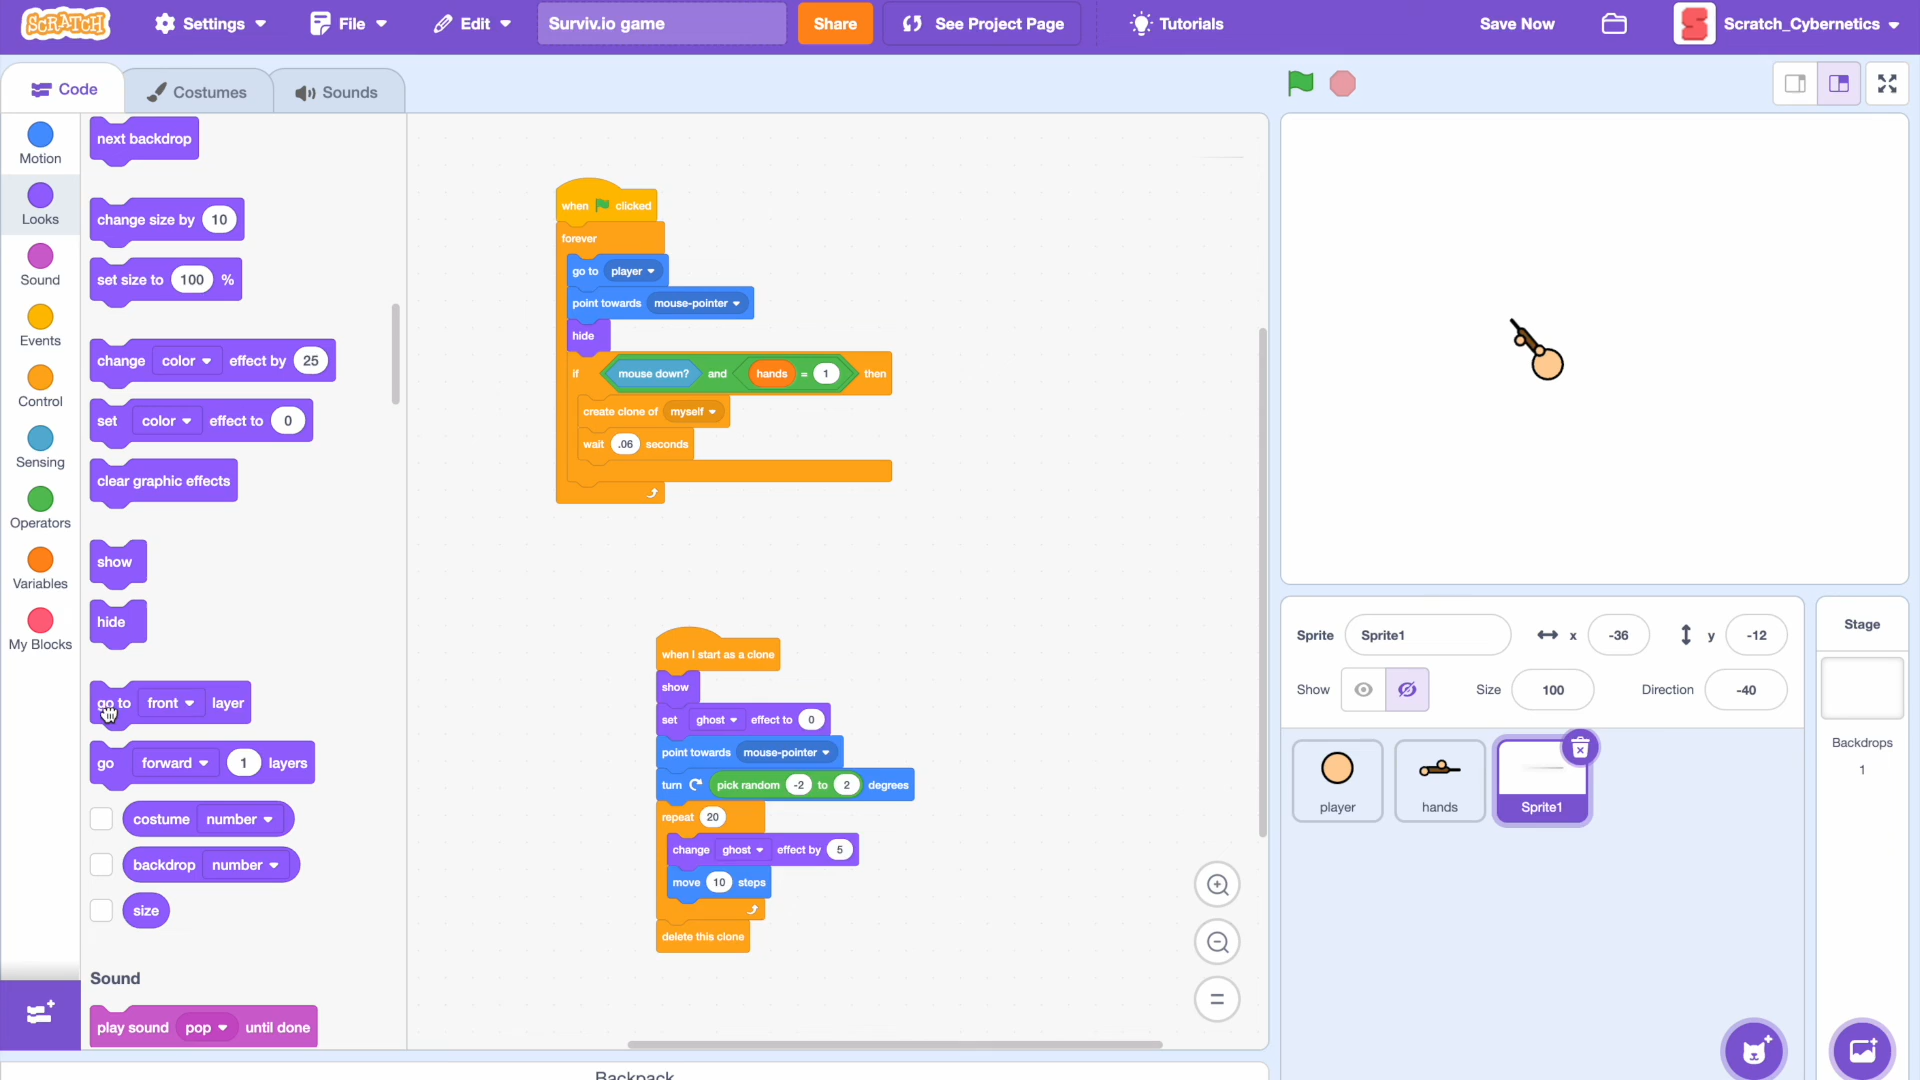 SCRATCH Settings File Edit Surviv.io game Share See Project Page Tutorials Save Now Scratch_Cybernetics
Code Costumes Sounds
Motion
Looks
Sound
Events
Control
Sensing
Operators
Variables
My Blocks
next backdrop
change size by 10
set size to 100 %
change color effect by 25
set color effect to 0
clear graphic effects
show
hide
go to front layer
go forward 1 layers
costume number
backdrop number
size
Sound
play sound pop until done
when clicked
forever
go to player
point towards mouse-pointer
hide
if mouse down? and hands = 1 then
create clone of myself
wait .06 seconds
when I start as a clone
show
set ghost effect to 0
point towards mouse-pointer
turn pick random -2 to 2 degrees
repeat 20
change ghost effect by 5
move 10 steps
delete this clone
Backpack
Sprite Sprite1 x -36 y -12
Show Size 100 Direction -40
player hands Sprite1
Stage
Backdrops
1